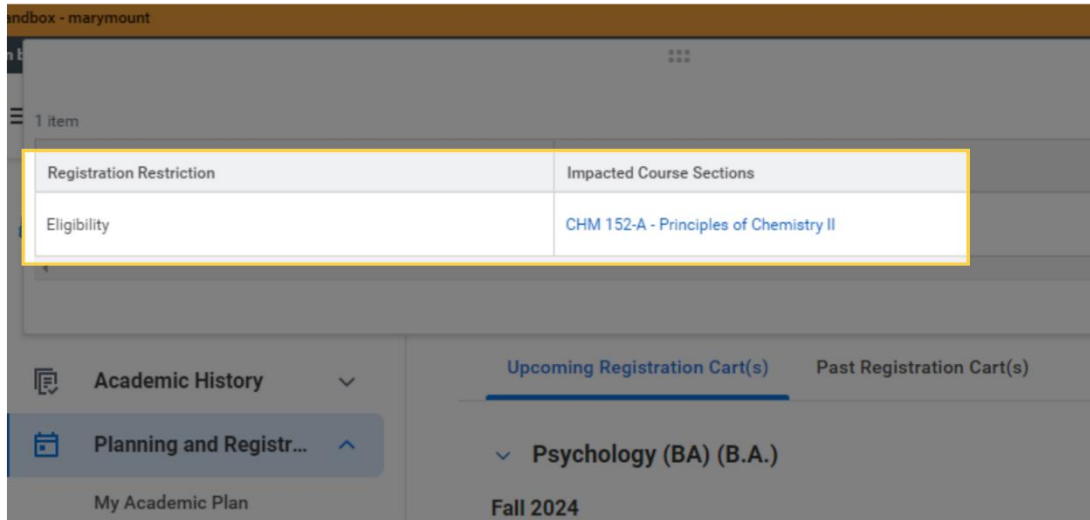 andbox - marymount
1 item
Registration Restriction
Impacted Course Sections
Eligibility
CHM 152-A - Principles of Chemistry II
Academic History
Planning and Registr...
My Academic Plan
Upcoming Registration Cart(s)
Past Registration Cart(s)
Psychology (BA) (B.A.)
Fall 2024